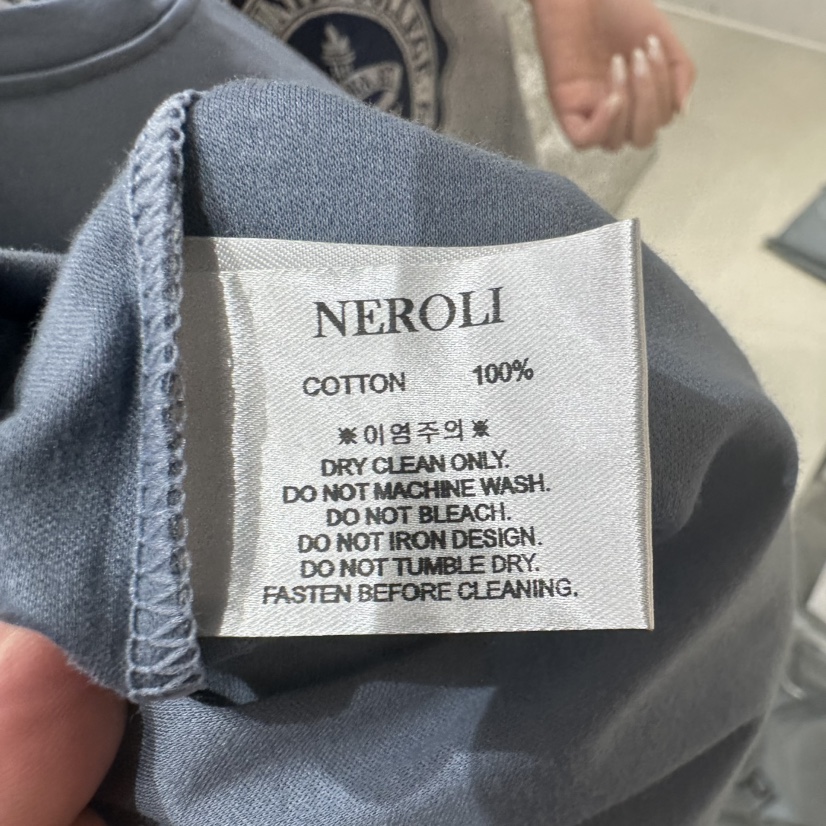 NEROLI
COTTON 100%
※이염주의※
DRY CLEAN ONLY.
DO NOT MACHINE WASH.
DO NOT BLEACH.
DO NOT IRON DESIGN.
DO NOT TUMBLE DRY.
FASTEN BEFORE CLEANING.